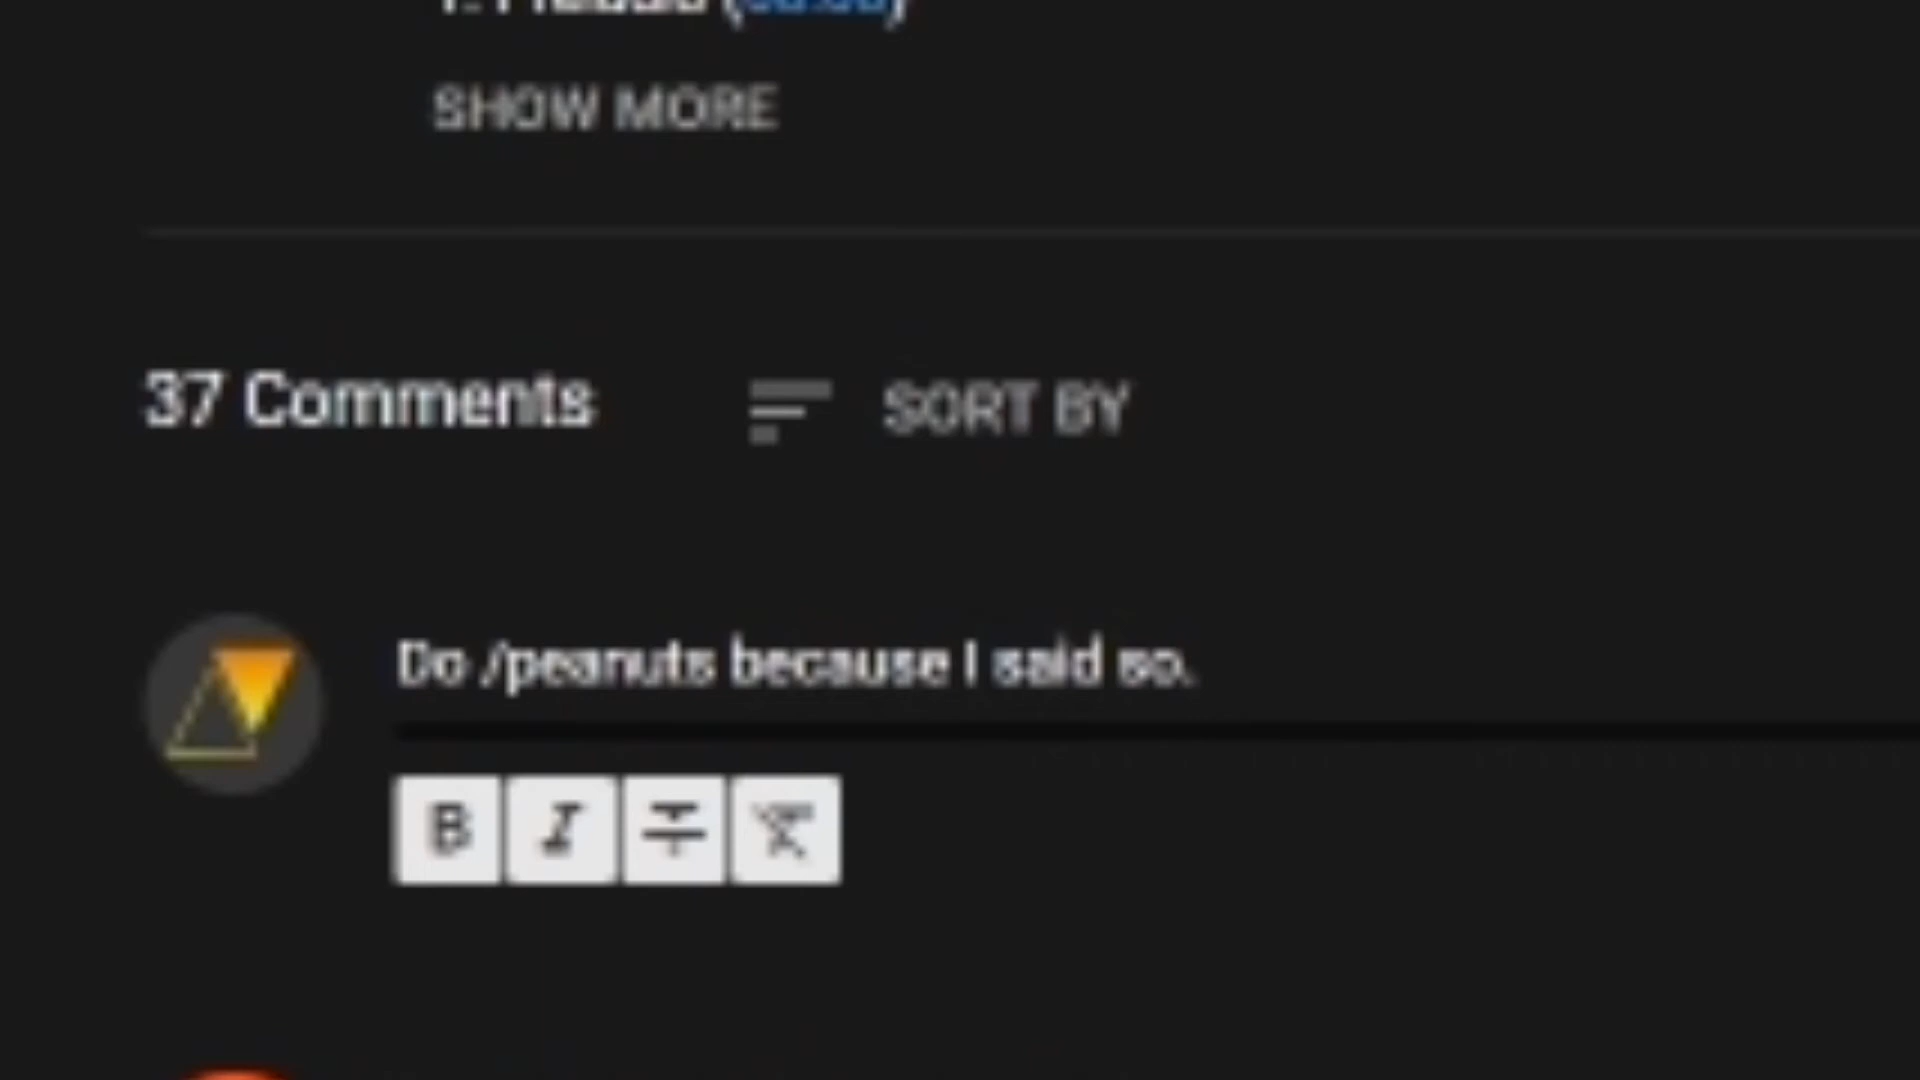 SHOW MORE
37 Comments
SORT BY
Do /peanuts because I said so.
B I T